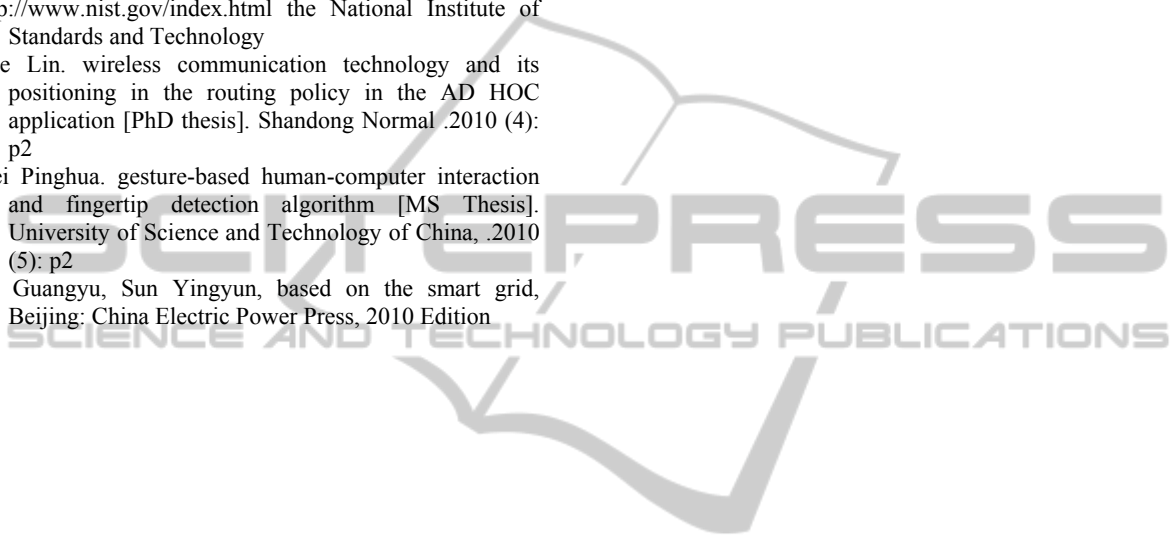 p://www.nist.gov/index.html the National Institute of
Standards and Technology
e Lin. wireless communication technology and its
positioning in the routing policy in the AD HOC
application [PhD thesis]. Shandong Normal .2010 (4):
p2
ei Pinghua. gesture-based human-computer interaction
and fingertip detection algorithm [MS Thesis].
University of Science and Technology of China, .2010
(5): p2
Guangyu, Sun Yingyun, based on the smart grid,
Beijing: China Electric Power Press, 2010 Edition
SCITEPRESS
SCIENCE AND TECHNOLOGY PUBLICATIONS